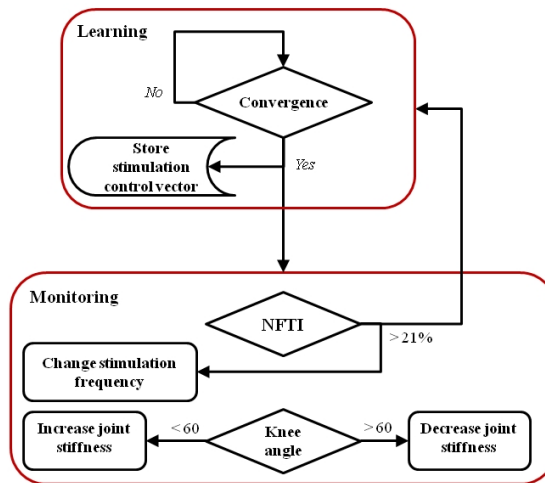 Learning
No
Convergence
Store
stimulation
control vector
Yes
Monitoring
NFTI
>21%
Change stimulation
frequency
Increase joint
stiffness
<60
Knee
angle
>60
Decrease joint
stiffness